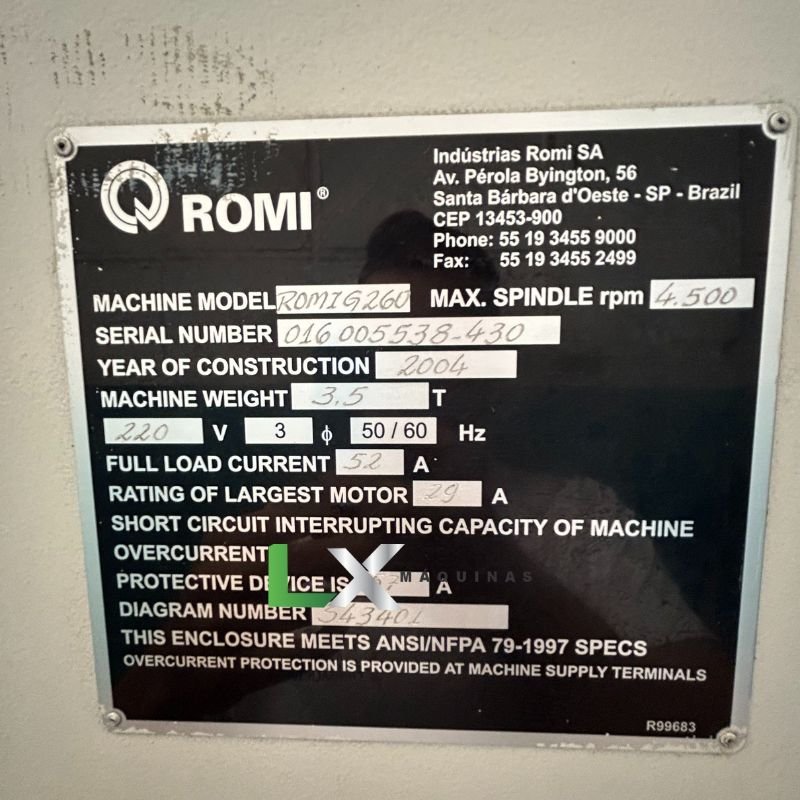 ROMI®
Indústrias Romi SA
Av. Pérola Byington, 56
Santa Bárbara d'Oeste - SP - Brazil
CEP 13453-900
Phone: 55 19 3455 9000
Fax: 55 19 3455 2499
MACHINE MODEL ROMI G260 MAX. SPINDLE rpm 4.500
SERIAL NUMBER 016 005538-430
YEAR OF CONSTRUCTION 2004
MACHINE WEIGHT 3.5 T
220 V 3 ϕ 50 / 60 Hz
FULL LOAD CURRENT 52 A
RATING OF LARGEST MOTOR 29 A
SHORT CIRCUIT INTERRUPTING CAPACITY OF MACHINE
OVERCURRENT
LX MÁQUINAS
PROTECTIVE DEVICE IS A
DIAGRAM NUMBER S43401
THIS ENCLOSURE MEETS ANSI/NFPA 79-1997 SPECS
OVERCURRENT PROTECTION IS PROVIDED AT MACHINE SUPPLY TERMINALS
R99683